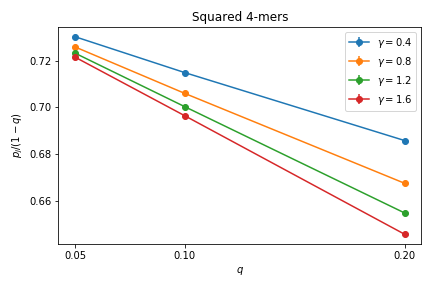 Squared 4-mers
γ = 0.4
γ = 0.8
γ = 1.2
γ = 1.6
0.72
0.70
0.68
0.66
p_j/(1 − q)
0.05 0.10 0.20
q